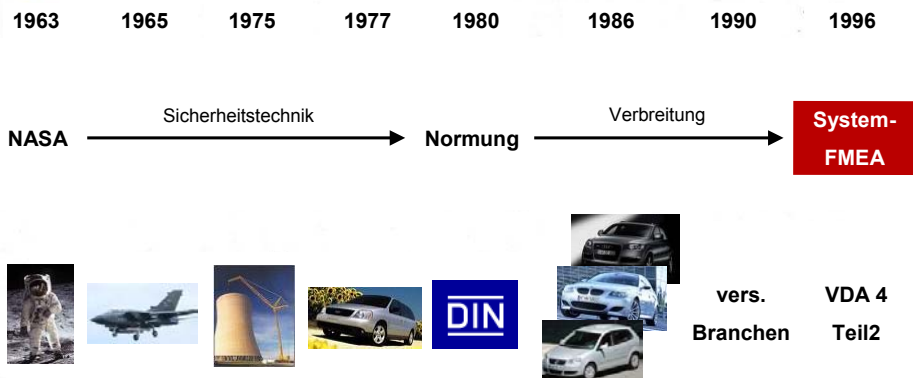 1963 1965 1975 1977 1980 1986 1990 1996
Sicherheitstechnik Verbreitung
NASA Normung System-
FMEA
DIN
vers. VDA 4
Branchen Teil2